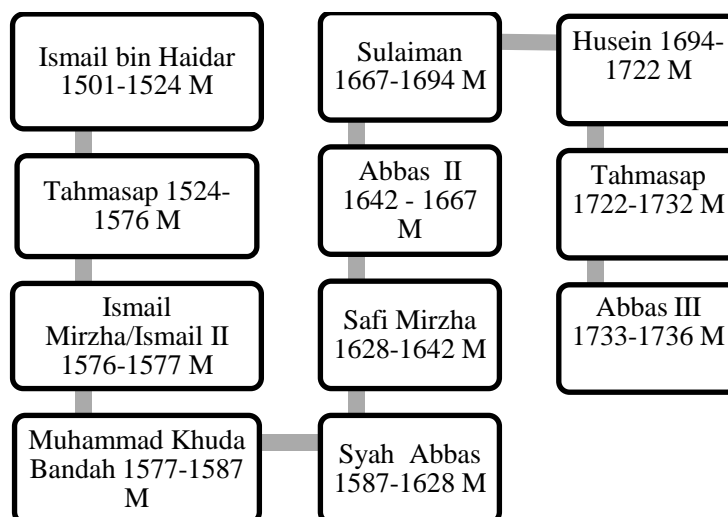 Ismail bin Haidar
1501-1524 M
Tahmasap 1524-
1576 M
Ismail
Mirzha/Ismail II
1576-1577 M
Muhammad Khuda
Bandah 1577-1587
M
Syah Abbas
1587-1628 M
Safi Mirzha
1628-1642 M
Abbas II
1642 - 1667
M
Sulaiman
1667-1694 M
Husein 1694-
1722 M
Tahmasap
1722-1732 M
Abbas III
1733-1736 M